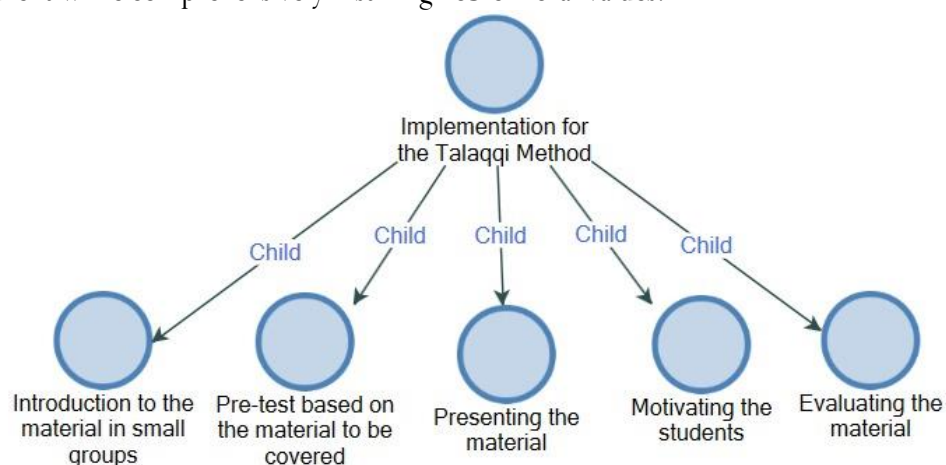 Implementation for
the Talaqqi Method
Child
Child
Child
Child
Child
Introduction to the
material in small
groups
Pre-test based on
the material to be
covered
Presenting the
material
Motivating the
students
Evaluating the
material